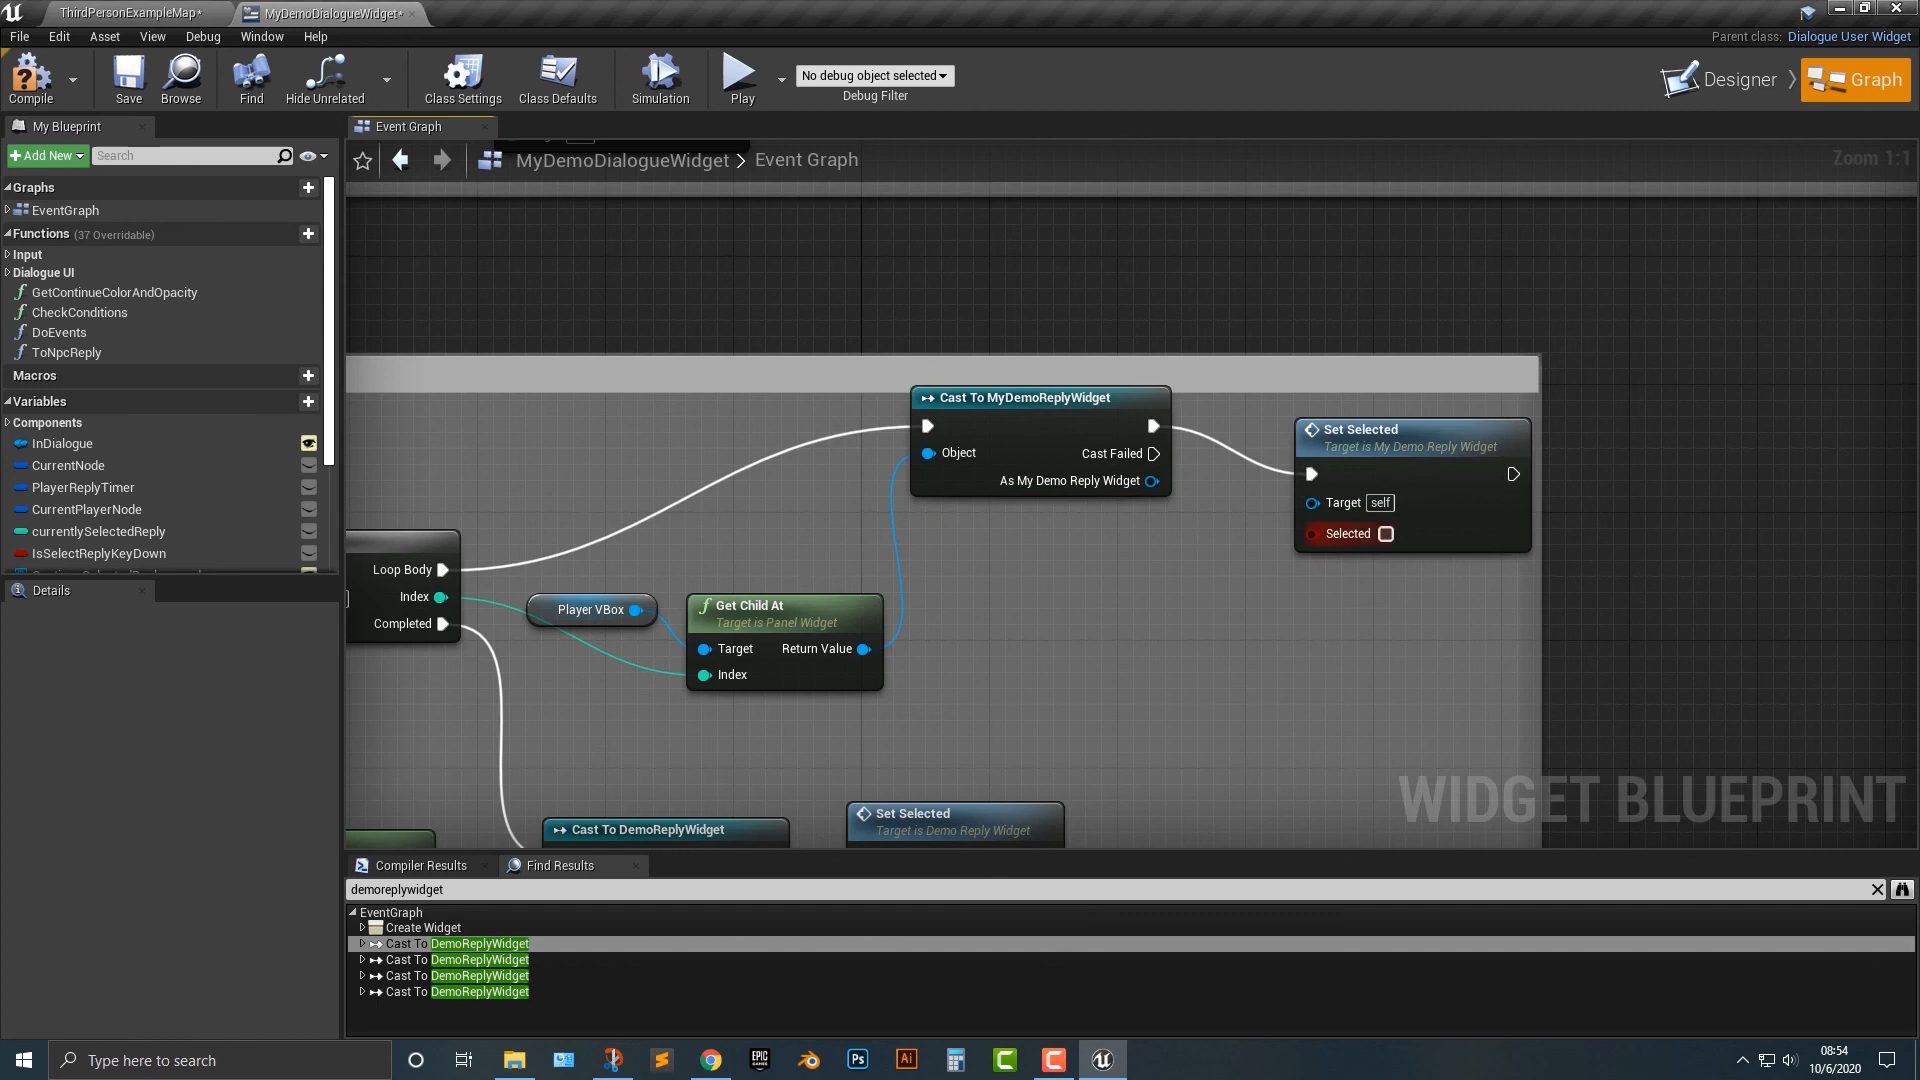 ThirdPersonExampleMap*
MyDemoDialogueWidget*
File Edit Asset View Debug Window Help
Parent class: Dialogue User Widget
Compile
Save
Browse
Find
Hide Unrelated
Class Settings
Class Defaults
Simulation
Play
No debug object selected
Debug Filter
Designer
Graph
My Blueprint
Event Graph
Add New
Search
MyDemoDialogueWidget > Event Graph
Zoom 1:1
Graphs
EventGraph
Functions (37 Overridable)
Input
Dialogue UI
GetContinueColorAndOpacity
CheckConditions
DoEvents
ToNpcReply
Macros
Variables
Components
InDialogue
CurrentNode
PlayerReplyTimer
CurrentPlayerNode
currentlySelectedReply
IsSelectReplyKeyDown
Details
Cast To MyDemoReplyWidget
Object
Cast Failed
As My Demo Reply Widget
Set Selected
Target is My Demo Reply Widget
Target self
Selected
Loop Body
Index
Completed
Player VBox
Get Child At
Target is Panel Widget
Target
Return Value
Index
Cast To DemoReplyWidget
Set Selected
Target is Demo Reply Widget
WIDGET BLUEPRINT
Compiler Results
Find Results
demoreplywidget
EventGraph
Create Widget
Cast To DemoReplyWidget
Cast To DemoReplyWidget
Cast To DemoReplyWidget
Cast To DemoReplyWidget
Type here to search
EPIC GAMES
Ps
Ai
08:54
10/6/2020